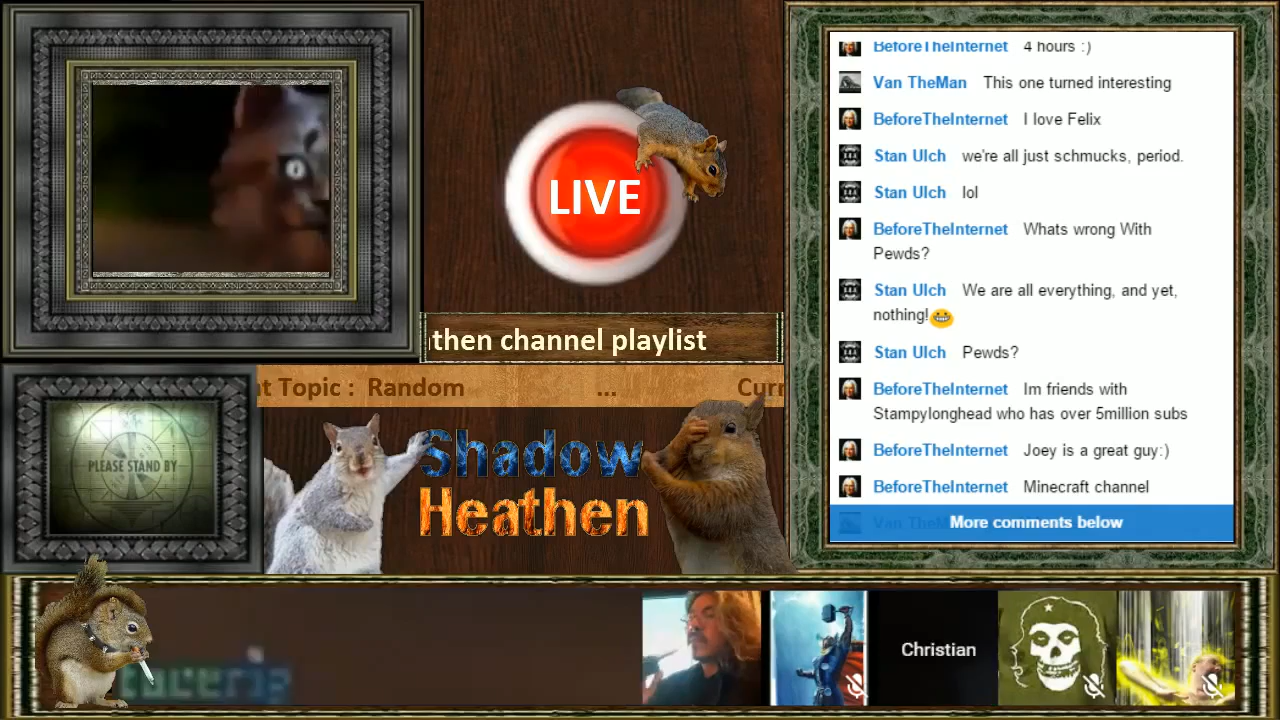 LIVE
then channel playlist
t Topic : Random ... Curr
PLEASE STAND BY
Shadow
Heathen
BeforeTheInternet 4 hours :)
Van TheMan This one turned interesting
BeforeTheInternet I love Felix
Stan Ulch we're all just schmucks, period.
Stan Ulch lol
BeforeTheInternet Whats wrong With
Pewds?
Stan Ulch We are all everything, and yet,
nothing!😬
Stan Ulch Pewds?
BeforeTheInternet Im friends with
Stampylonghead who has over 5million subs
BeforeTheInternet Joey is a great guy:)
BeforeTheInternet Minecraft channel
Van TheM
More comments below
Christian